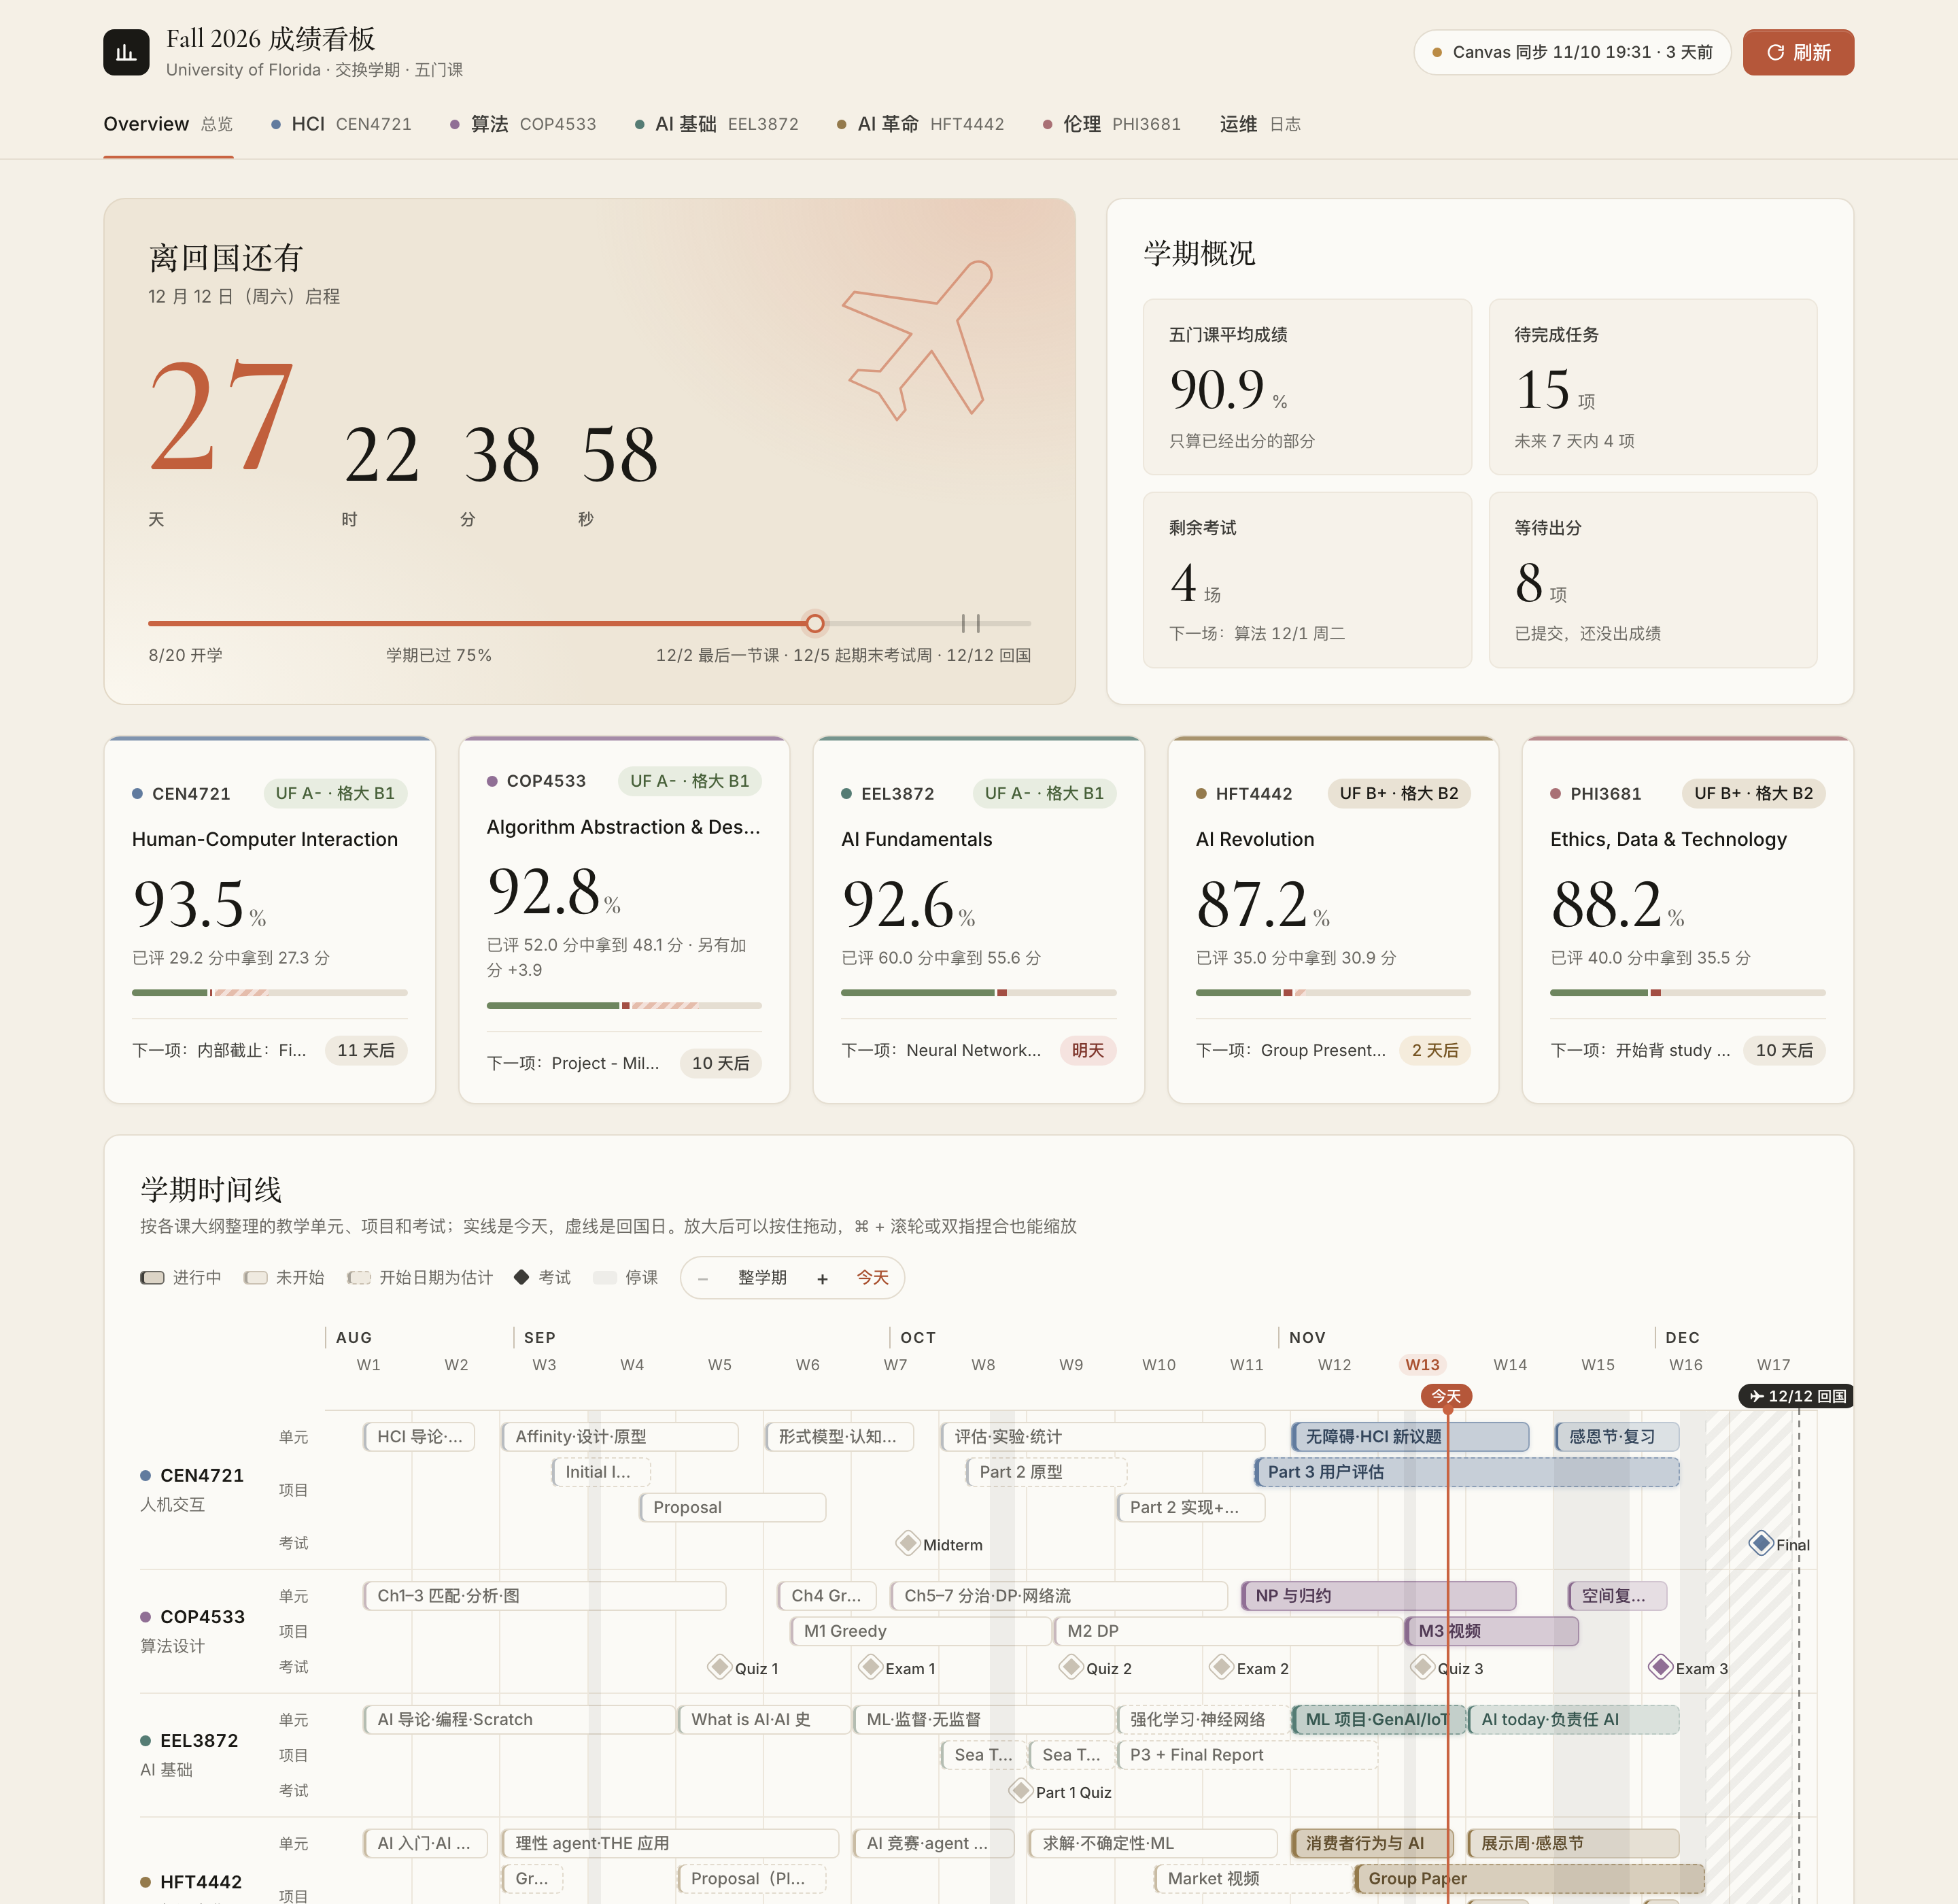 Fall 2026 成绩看板
University of Florida · 交换学期 · 五门课
Canvas 同步 11/10 19:31 · 3 天前
刷新
Overview 总览
HCI CEN4721
算法 COP4533
AI 基础 EEL3872
AI 革命 HFT4442
伦理 PHI3681
运维 日志
离回国还有
12 月 12 日（周六）启程
27 22 38 58
天 时 分 秒
8/20 开学
学期已过 75%
12/2 最后一节课 · 12/5 起期末考试周 · 12/12 回国
学期概况
五门课平均成绩
90.9 %
只算已经出分的部分
待完成任务
15 项
未来 7 天内 4 项
剩余考试
4 场
下一场：算法 12/1 周二
等待出分
8 项
已提交，还没出成绩
CEN4721
UF A- · 格大 B1
Human-Computer Interaction
93.5 %
已评 29.2 分中拿到 27.3 分
下一项：内部截止：Fi...
11 天后
COP4533
UF A- · 格大 B1
Algorithm Abstraction & Des...
92.8 %
已评 52.0 分中拿到 48.1 分 · 另有加
分 +3.9
下一项：Project - Mil...
10 天后
EEL3872
UF A- · 格大 B1
AI Fundamentals
92.6 %
已评 60.0 分中拿到 55.6 分
下一项：Neural Network...
明天
HFT4442
UF B+ · 格大 B2
AI Revolution
87.2 %
已评 35.0 分中拿到 30.9 分
下一项：Group Present...
2 天后
PHI3681
UF B+ · 格大 B2
Ethics, Data & Technology
88.2 %
已评 40.0 分中拿到 35.5 分
下一项：开始背 study ...
10 天后
学期时间线
按各课大纲整理的教学单元、项目和考试；实线是今天，虚线是回国日。放大后可以按住拖动，⌘ + 滚轮或双指捏合也能缩放
进行中 未开始 开始日期为估计 考试 停课
− 整学期 + 今天
AUG SEP OCT NOV DEC
W1 W2 W3 W4 W5 W6 W7 W8 W9 W10 W11 W12 W13 W14 W15 W16 W17
今天
12/12 回国
CEN4721
人机交互
单元
HCI 导论·... Affinity·设计·原型 形式模型·认知... 评估·实验·统计 无障碍·HCI 新议题 感恩节·复习
项目
Initial I... Part 2 原型 Part 3 用户评估
Proposal Part 2 实现+...
考试
Midterm Final
COP4533
算法设计
单元
Ch1–3 匹配·分析·图 Ch4 Gr... Ch5–7 分治·DP·网络流 NP 与归约 空间复...
项目
M1 Greedy M2 DP M3 视频
考试
Quiz 1 Exam 1 Quiz 2 Exam 2 Quiz 3 Exam 3
EEL3872
AI 基础
单元
AI 导论·编程·Scratch What is AI·AI 史 ML·监督·无监督 强化学习·神经网络 ML 项目·GenAI/IoT AI today·负责任 AI
项目
Sea T... Sea T... P3 + Final Report
考试
Part 1 Quiz
HFT4442
单元
AI 入门·AI ... 理性 agent·THE 应用 AI 竞赛·agent ... 求解·不确定性·ML 消费者行为与 AI 展示周·感恩节
项目
Gr... Proposal（Pl... Market 视频 Group Paper